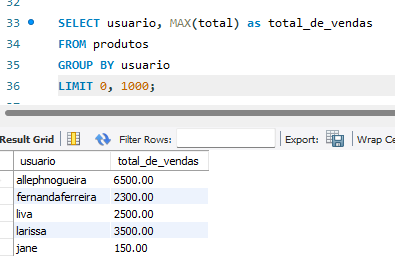 32
33 SELECT usuario, MAX(total) as total_de_vendas
34 FROM produtos
35 GROUP BY usuario
36 LIMIT 0, 1000;
Result Grid Filter Rows: Export: Wrap Ce
usuario total_de_vendas
allephnogueira 6500.00
fernandaferreira 2300.00
liva 2500.00
larissa 3500.00
jane 150.00